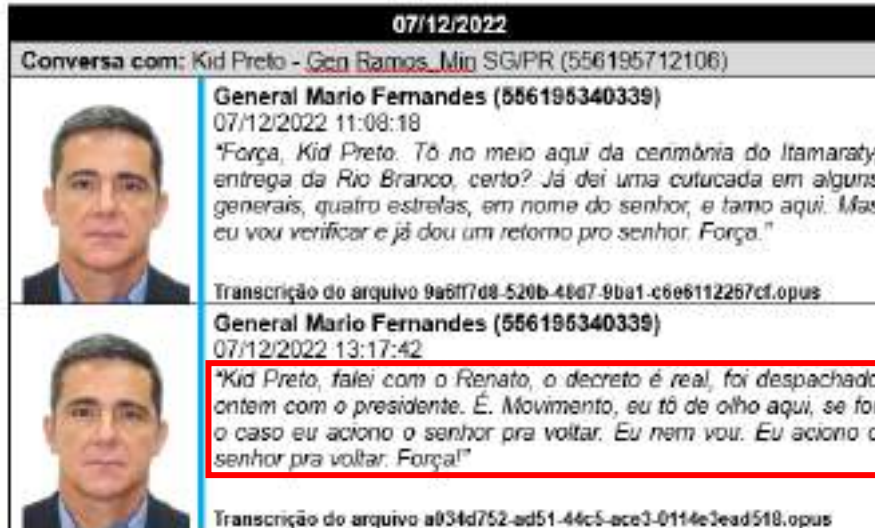 07/12/2022
Conversa com: Kid Preto - Gen Ramos_Min SG/PR (556195712106)
General Mario Fernandes (556195340339)
07/12/2022 11:08:18
"Força, Kid Preto. Tô no meio aqui da cerimônia do Itamaraty,
entrega da Rio Branco, certo? Já dei uma cutucada em alguns
generais, quatro estrelas, em nome do senhor, e tamo aqui. Mas
eu vou verificar e já dou um retorno pro senhor. Força."
Transcrição do arquivo 9a6ff7d8-520b-48d7-9ba1-c6e6112267cf.opus
General Mario Fernandes (556195340339)
07/12/2022 13:17:42
"Kid Preto, falei com o Renato, o decreto é real, foi despachado
ontem com o presidente. É. Movimento, eu tô de olho aqui, se for
o caso eu aciono o senhor pra voltar. Eu nem vou. Eu aciono o
senhor pra voltar. Força!"
Transcrição do arquivo a034d752-ad51-44c5-ace3-0114e3ead518.opus